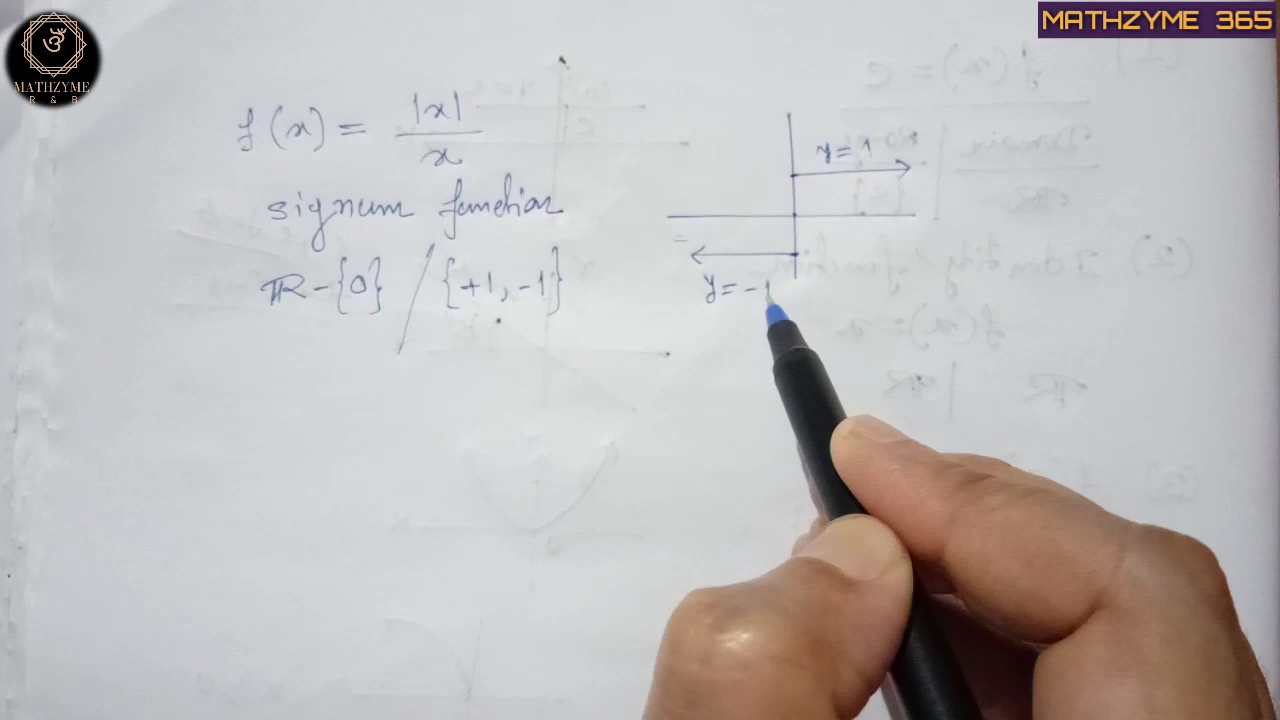 MATHZYME 365
ॐ
MATHZYME
R & B
f(x) = |x|/x
signum function
R - {0} / {+1, -1}
y = 1
y = -1